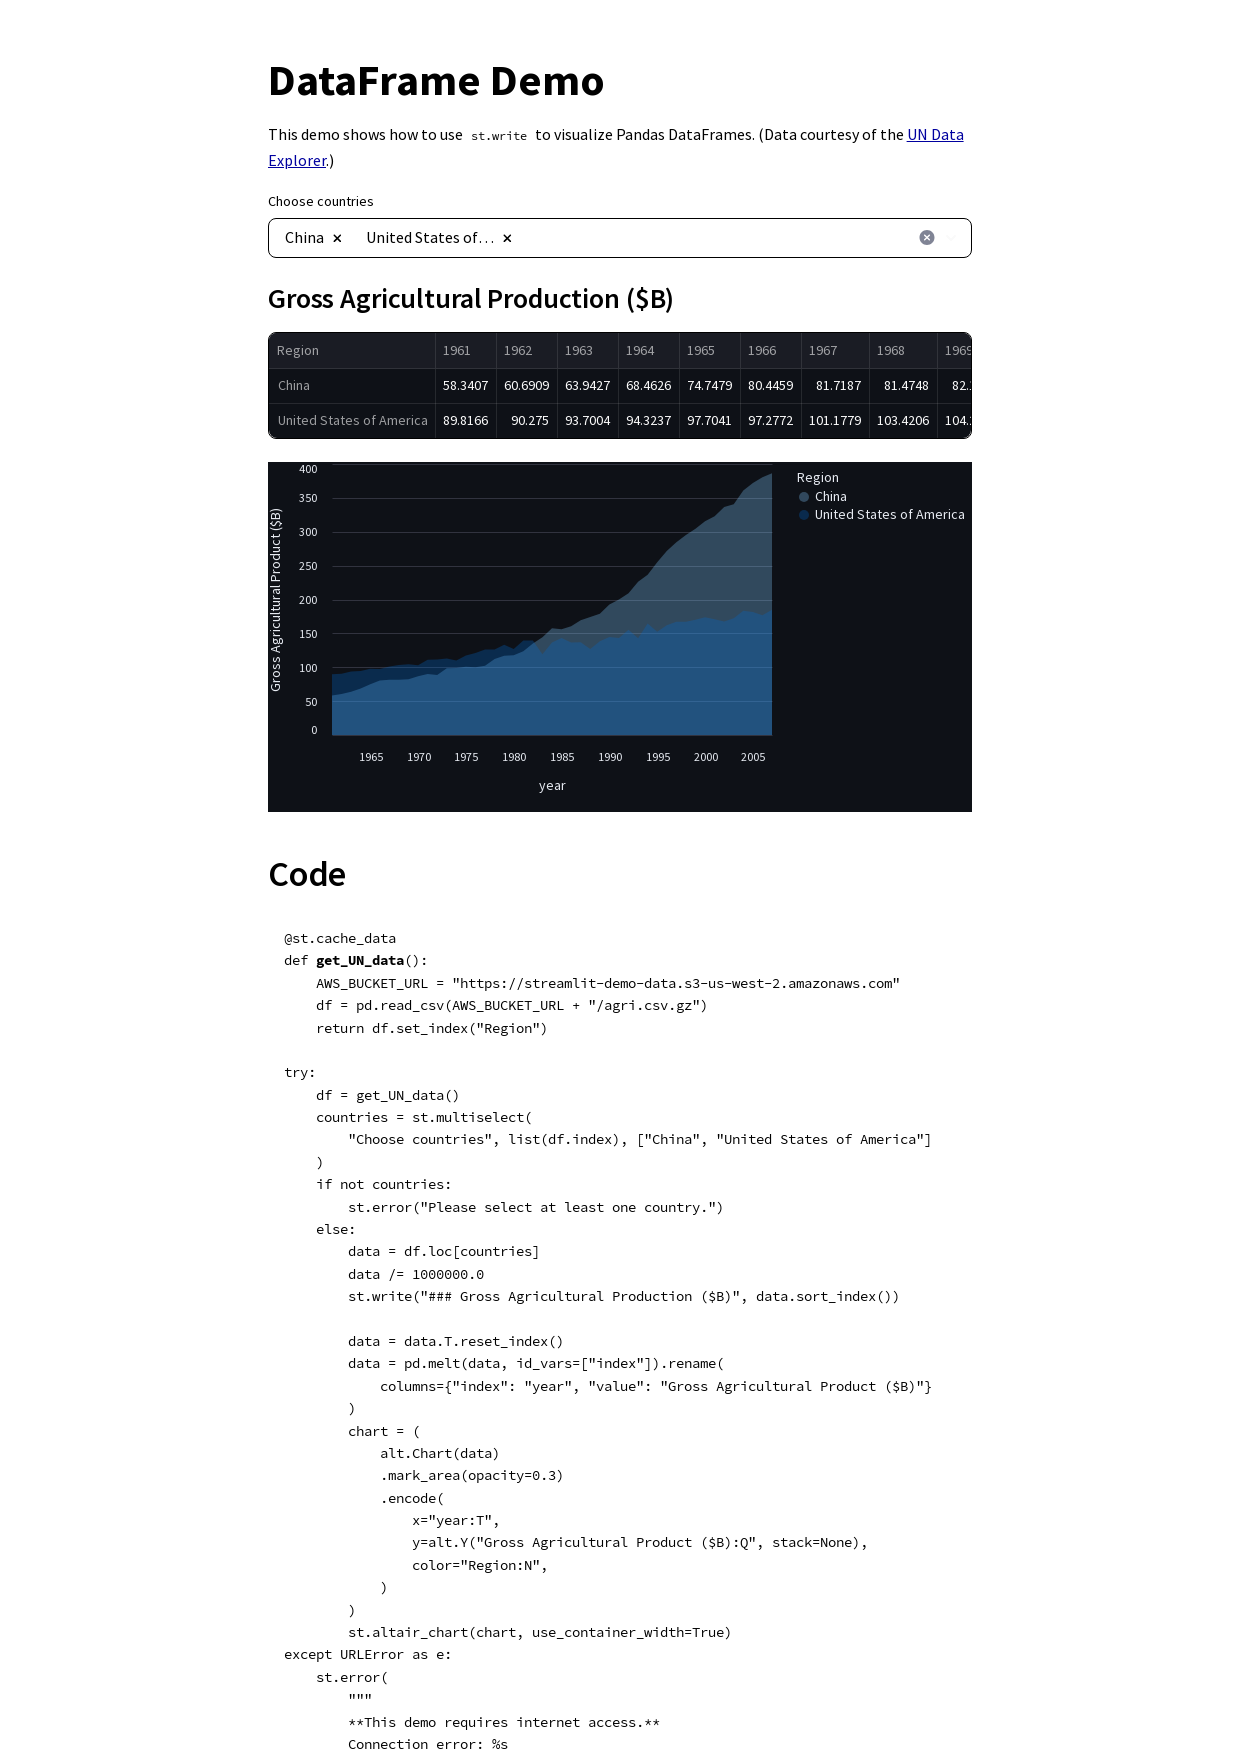 DataFrame Demo
This demo shows how to use st.write to visualize Pandas DataFrames. (Data courtesy of the UN Data
Explorer.)
Choose countries
China × United States of… ×
Gross Agricultural Production ($B)
Region 1961 1962 1963 1964 1965 1966 1967 1968 1969
China 58.3407 60.6909 63.9427 68.4626 74.7479 80.4459 81.7187 81.4748 82.
United States of America 89.8166 90.275 93.7004 94.3237 97.7041 97.2772 101.1779 103.4206 104.
Gross Agricultural Product ($B)
400
350
300
250
200
150
100
50
0
1965 1970 1975 1980 1985 1990 1995 2000 2005
year
Region
China
United States of America
Code
@st.cache_data
def get_UN_data():
    AWS_BUCKET_URL = "https://streamlit-demo-data.s3-us-west-2.amazonaws.com"
    df = pd.read_csv(AWS_BUCKET_URL + "/agri.csv.gz")
    return df.set_index("Region")
try:
    df = get_UN_data()
    countries = st.multiselect(
        "Choose countries", list(df.index), ["China", "United States of America"]
    )
    if not countries:
        st.error("Please select at least one country.")
    else:
        data = df.loc[countries]
        data /= 1000000.0
        st.write("### Gross Agricultural Production ($B)", data.sort_index())
        data = data.T.reset_index()
        data = pd.melt(data, id_vars=["index"]).rename(
            columns={"index": "year", "value": "Gross Agricultural Product ($B)"}
        )
        chart = (
            alt.Chart(data)
            .mark_area(opacity=0.3)
            .encode(
                x="year:T",
                y=alt.Y("Gross Agricultural Product ($B):Q", stack=None),
                color="Region:N",
            )
        )
        st.altair_chart(chart, use_container_width=True)
except URLError as e:
    st.error(
        """
        **This demo requires internet access.**
        Connection error: %s